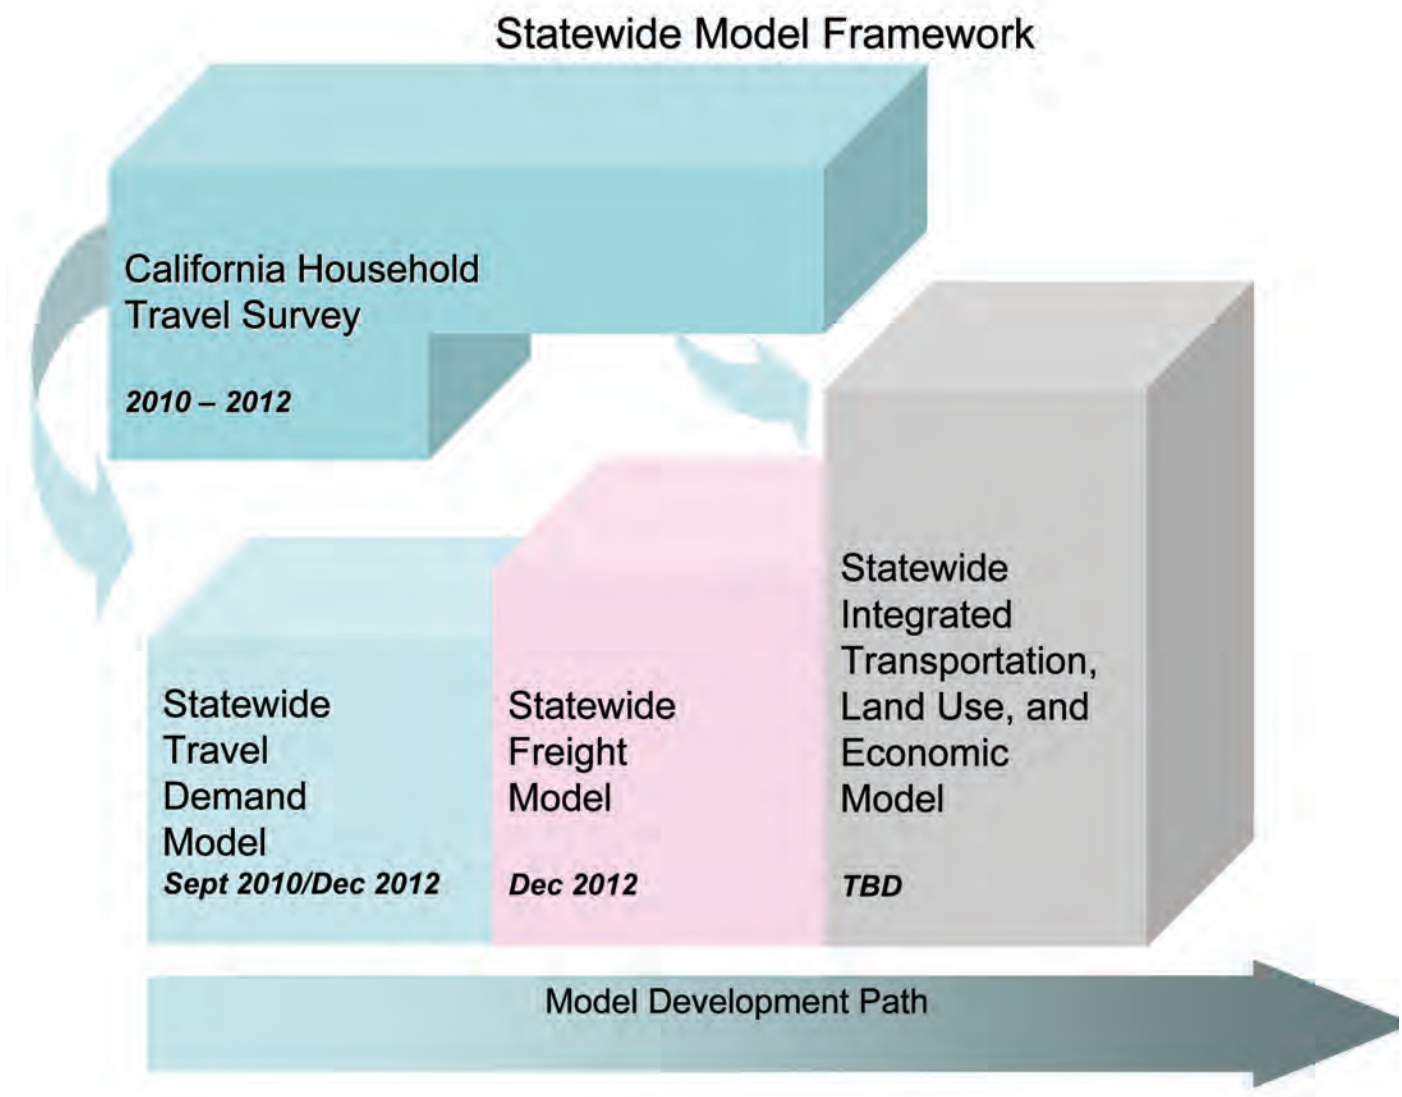 Statewide Model Framework
California Household
Travel Survey
2010 – 2012
Statewide
Travel
Demand
Model
Sept 2010/Dec 2012
Statewide
Freight
Model
Dec 2012
Statewide
Integrated
Transportation,
Land Use, and
Economic
Model
TBD
Model Development Path